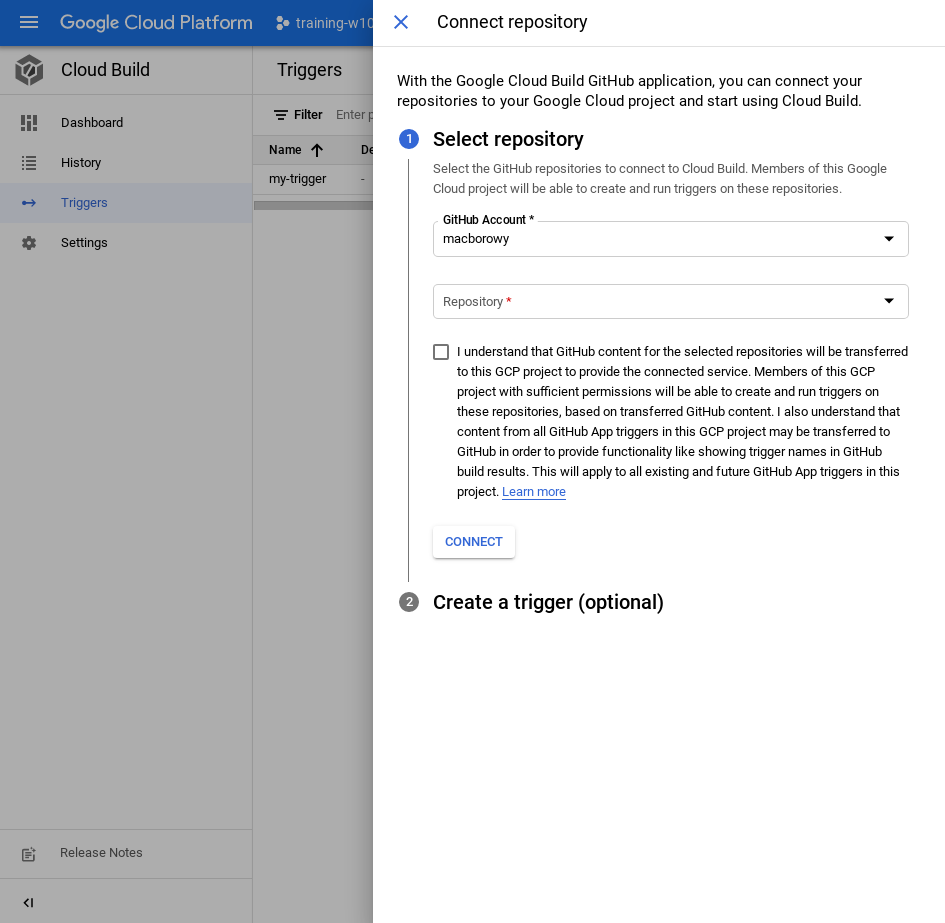 Google Cloud Platform
training-w10
Cloud Build
Dashboard
History
Triggers
Settings
Release Notes
Triggers
Filter
Name
my-trigger
-
Connect repository
With the Google Cloud Build GitHub application, you can connect your
repositories to your Google Cloud project and start using Cloud Build.
1 Select repository
Select the GitHub repositories to connect to Cloud Build. Members of this Google
Cloud project will be able to create and run triggers on these repositories.
GitHub Account *
macborowy
Repository *
I understand that GitHub content for the selected repositories will be transferred
to this GCP project to provide the connected service. Members of this GCP
project with sufficient permissions will be able to create and run triggers on
these repositories, based on transferred GitHub content. I also understand that
content from all GitHub App triggers in this GCP project may be transferred to
GitHub in order to provide functionality like showing trigger names in GitHub
build results. This will apply to all existing and future GitHub App triggers in this
project. Learn more
CONNECT
2 Create a trigger (optional)